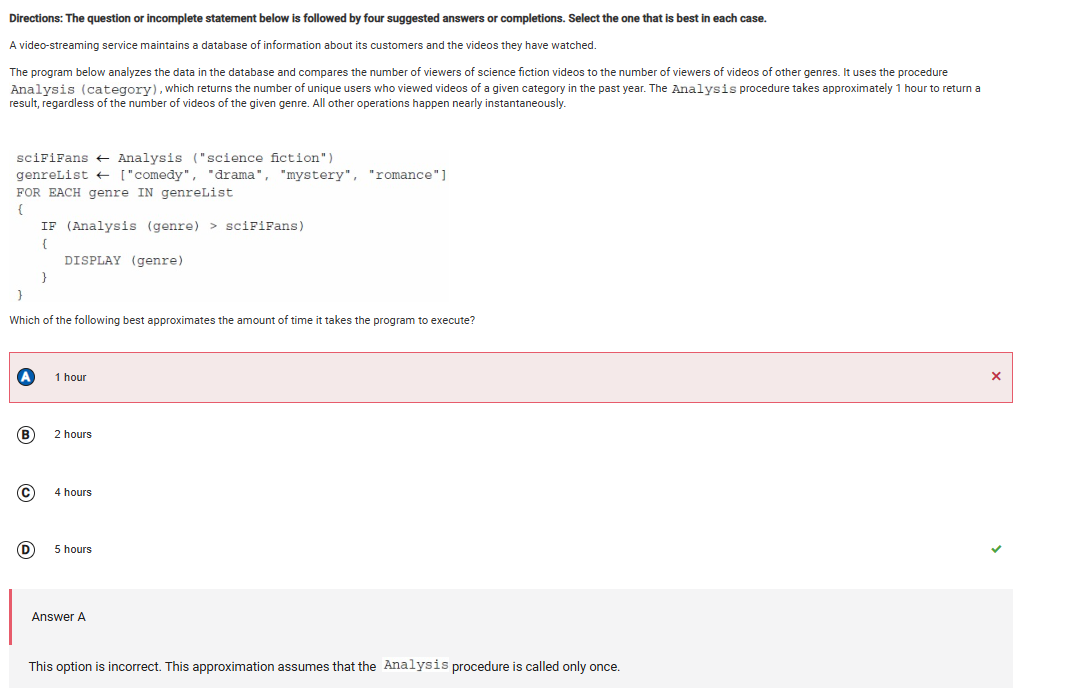 Directions: The question or incomplete statement below is followed by four suggested answers or completions. Select the one that is best in each case.
A video-streaming service maintains a database of information about its customers and the videos they have watched.
The program below analyzes the data in the database and compares the number of viewers of science fiction videos to the number of viewers of videos of other genres. It uses the procedure
Analysis (category), which returns the number of unique users who viewed videos of a given category in the past year. The Analysis procedure takes approximately 1 hour to return a
result, regardless of the number of videos of the given genre. All other operations happen nearly instantaneously.
sciFiFans ← Analysis ("science fiction")
genreList ← ["comedy", "drama", "mystery", "romance"]
FOR EACH genre IN genreList
{
IF (Analysis (genre) > sciFiFans)
{
DISPLAY (genre)
}
}
Which of the following best approximates the amount of time it takes the program to execute?
A 1 hour
B 2 hours
C 4 hours
D 5 hours
Answer A
This option is incorrect. This approximation assumes that the Analysis procedure is called only once.